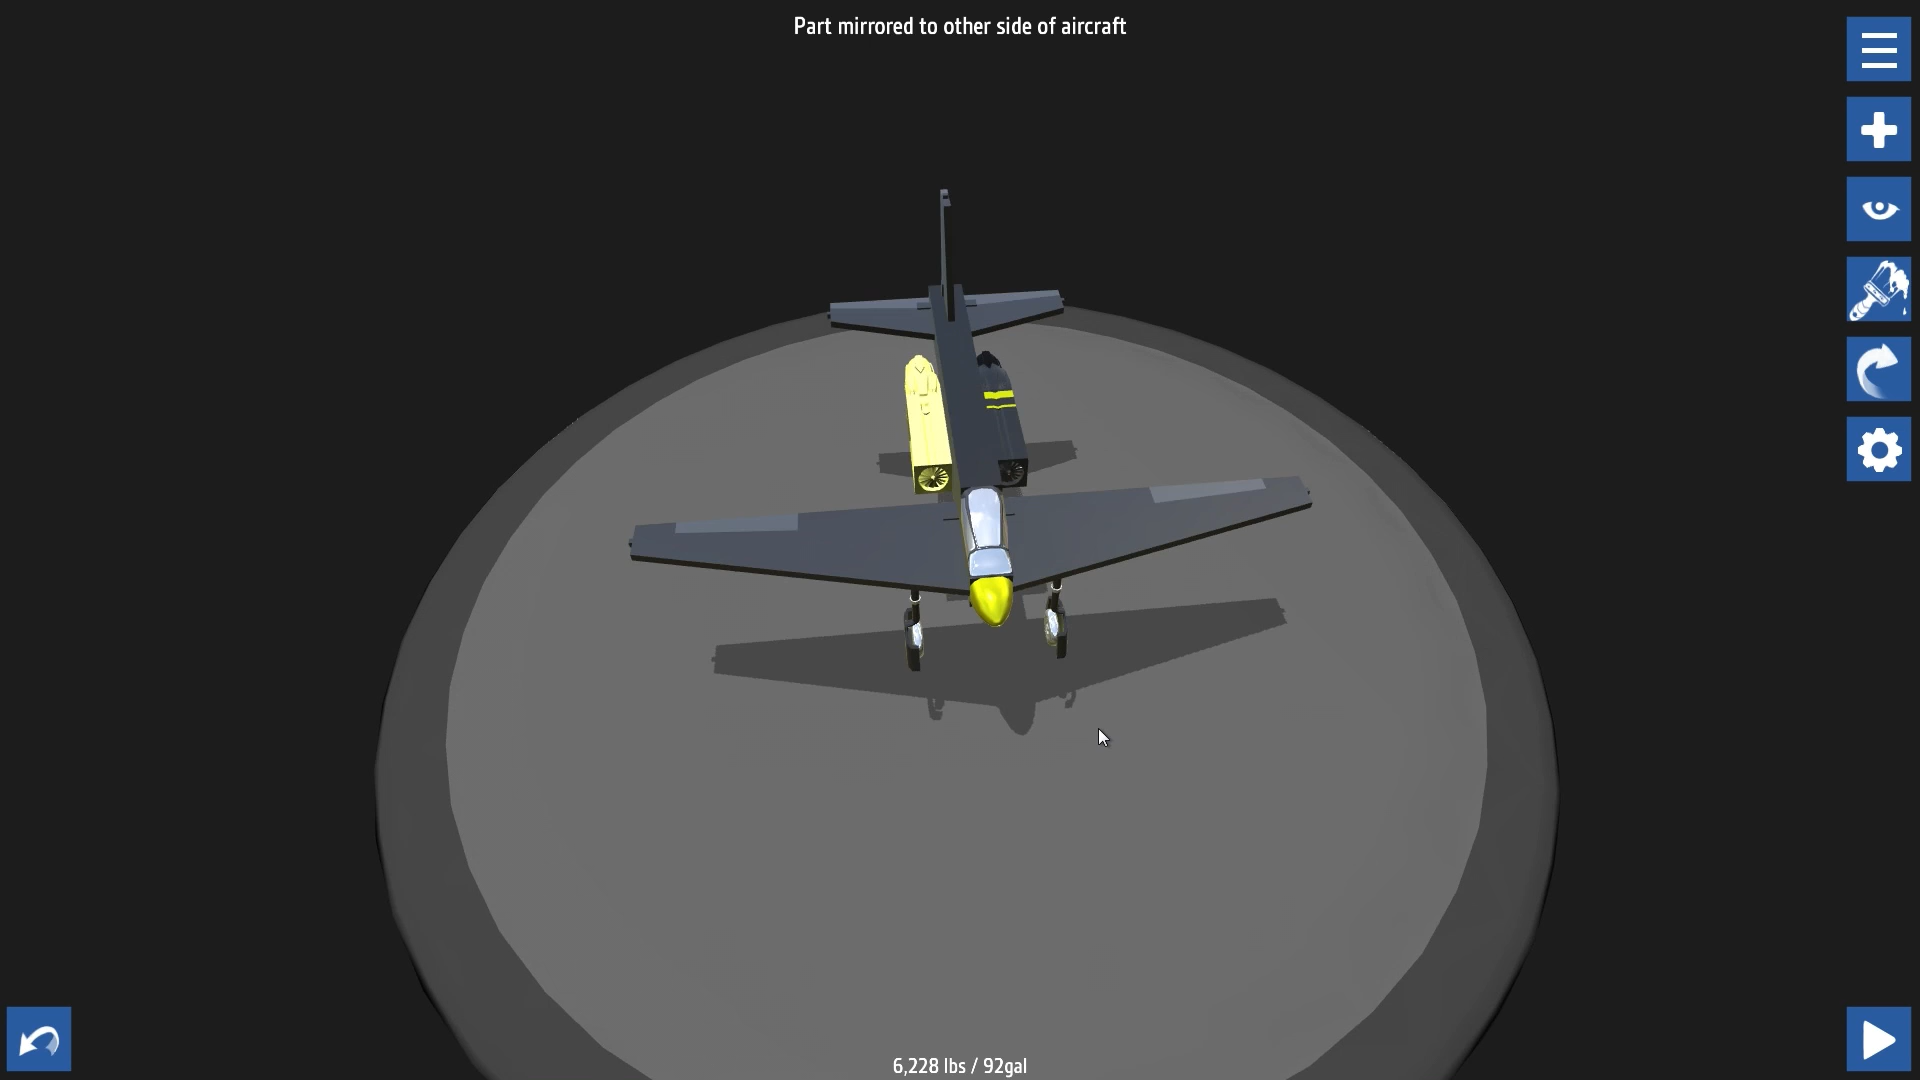 Part mirrored to other side of aircraft
6,228 lbs / 92gal